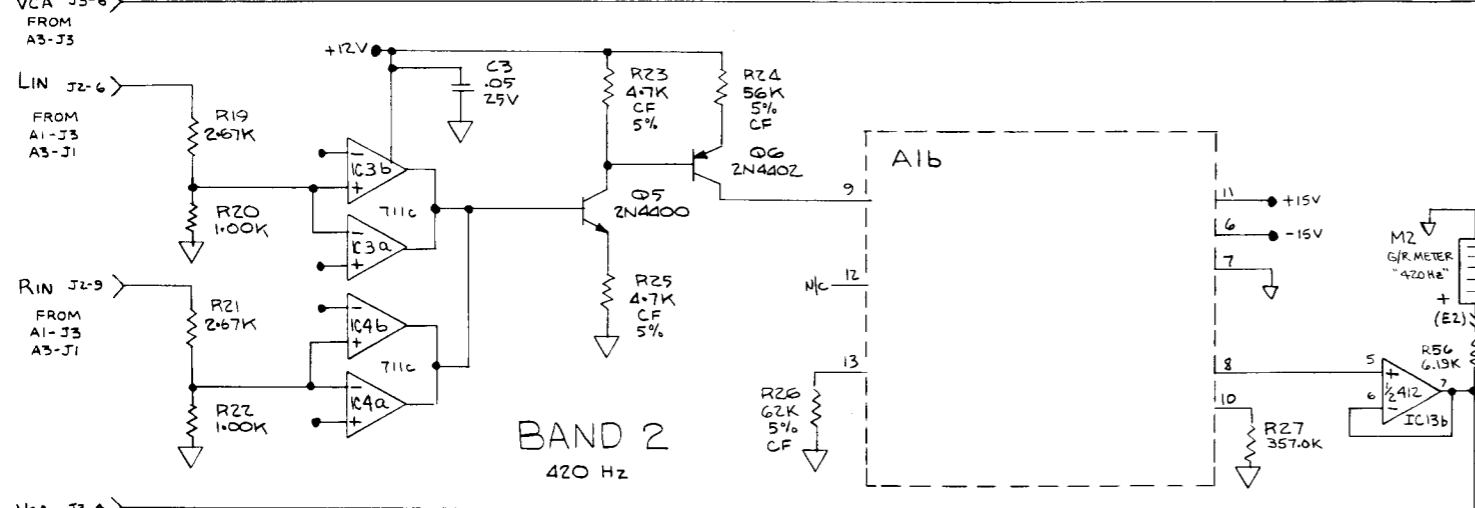 VCA J3-6
FROM
A3-J3
LIN J2-6
FROM
A1-J3
A3-J1
R19
2.67K
R20
1.00K
RIN J2-9
FROM
A1-J3
A3-J1
R21
2.67K
R22
1.00K
+12V
C3
.05
25V
-
IC3b
+
711c
-
IC3a
+
-
IC4b
+
711c
-
IC4a
+
R23
4.7K
CF
5%
R24
56K
5%
CF
Q6
2N4402
Q5
2N4400
R25
4.7K
CF
5%
BAND 2
420 Hz
A1b
9
N/C 12
13
R26
62K
5%
CF
11
+15V
6
-15V
7
8
10
R27
357.0K
M2
G/R METER
"420Hz"
+
(E2)
R56
6.19K
5
+
6
-
1/2 412
7
IC13b